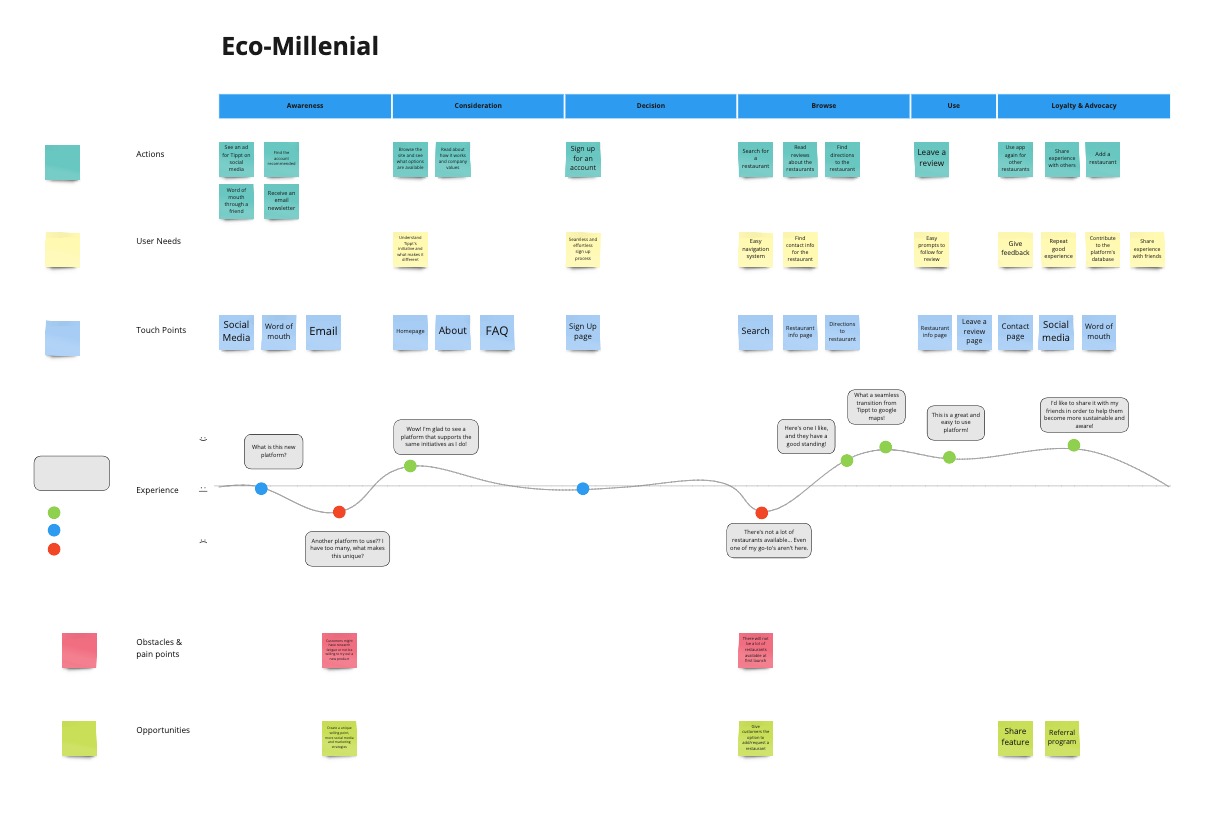 Eco-Millenial
Awareness
Consideration
Decision
Browse
Use
Loyalty & Advocacy
Actions
See an ad
for Tippt on
social
media
Find the
account
recommended
Word of
mouth
through a
friend
Receive an
email
newsletter
Browse the
site and see
what options
are available
Read about
how it works
and company
values
Sign up
for an
account
Search for
a
restaurant
Read
reviews
about the
restaurants
Find
directions
to the
restaurant
Leave a
review
Use app
again for
other
restaurants
Share
experience
with others
Add a
restaurant
User Needs
Understand
Tippt's
initiative and
what makes it
different
Seamless and
effortless
sign up
process
Easy
navigation
system
Find
contact info
for the
restaurant
Easy
prompts to
follow for
review
Give
feedback
Repeat
good
experience
Contribute
to the
platform's
database
Share
experience
with friends
Touch Points
Social
Media
Word of
mouth
Email
Homepage
About
FAQ
Sign Up
page
Search
Restaurant
info page
Directions
to
restaurant
Restaurant
info page
Leave a
review
page
Contact
page
Social
media
Word of
mouth
Experience
What is this new
platform?
Another platform to use?? I
have too many, what makes
this unique?
Wow! I'm glad to see a
platform that supports the
same initiatives as I do!
There's not a lot of
restaurants available... Even
one of my go-to's aren't here.
Here's one I like,
and they have a
good standing!
What a seamless
transition from
Tippt to google
maps!
This is a great and
easy to use
platform!
I'd like to share it with my
friends in order to help them
become more sustainable and
aware!
Obstacles &
pain points
Customers might
new product
There will not
be a lot of
restaurants
available at
first launch
Opportunities
Create a unique
selling point,
more social media
and marketing
strategies
Give
customers the
option to
add/request a
restaurant
Share
feature
Referral
program